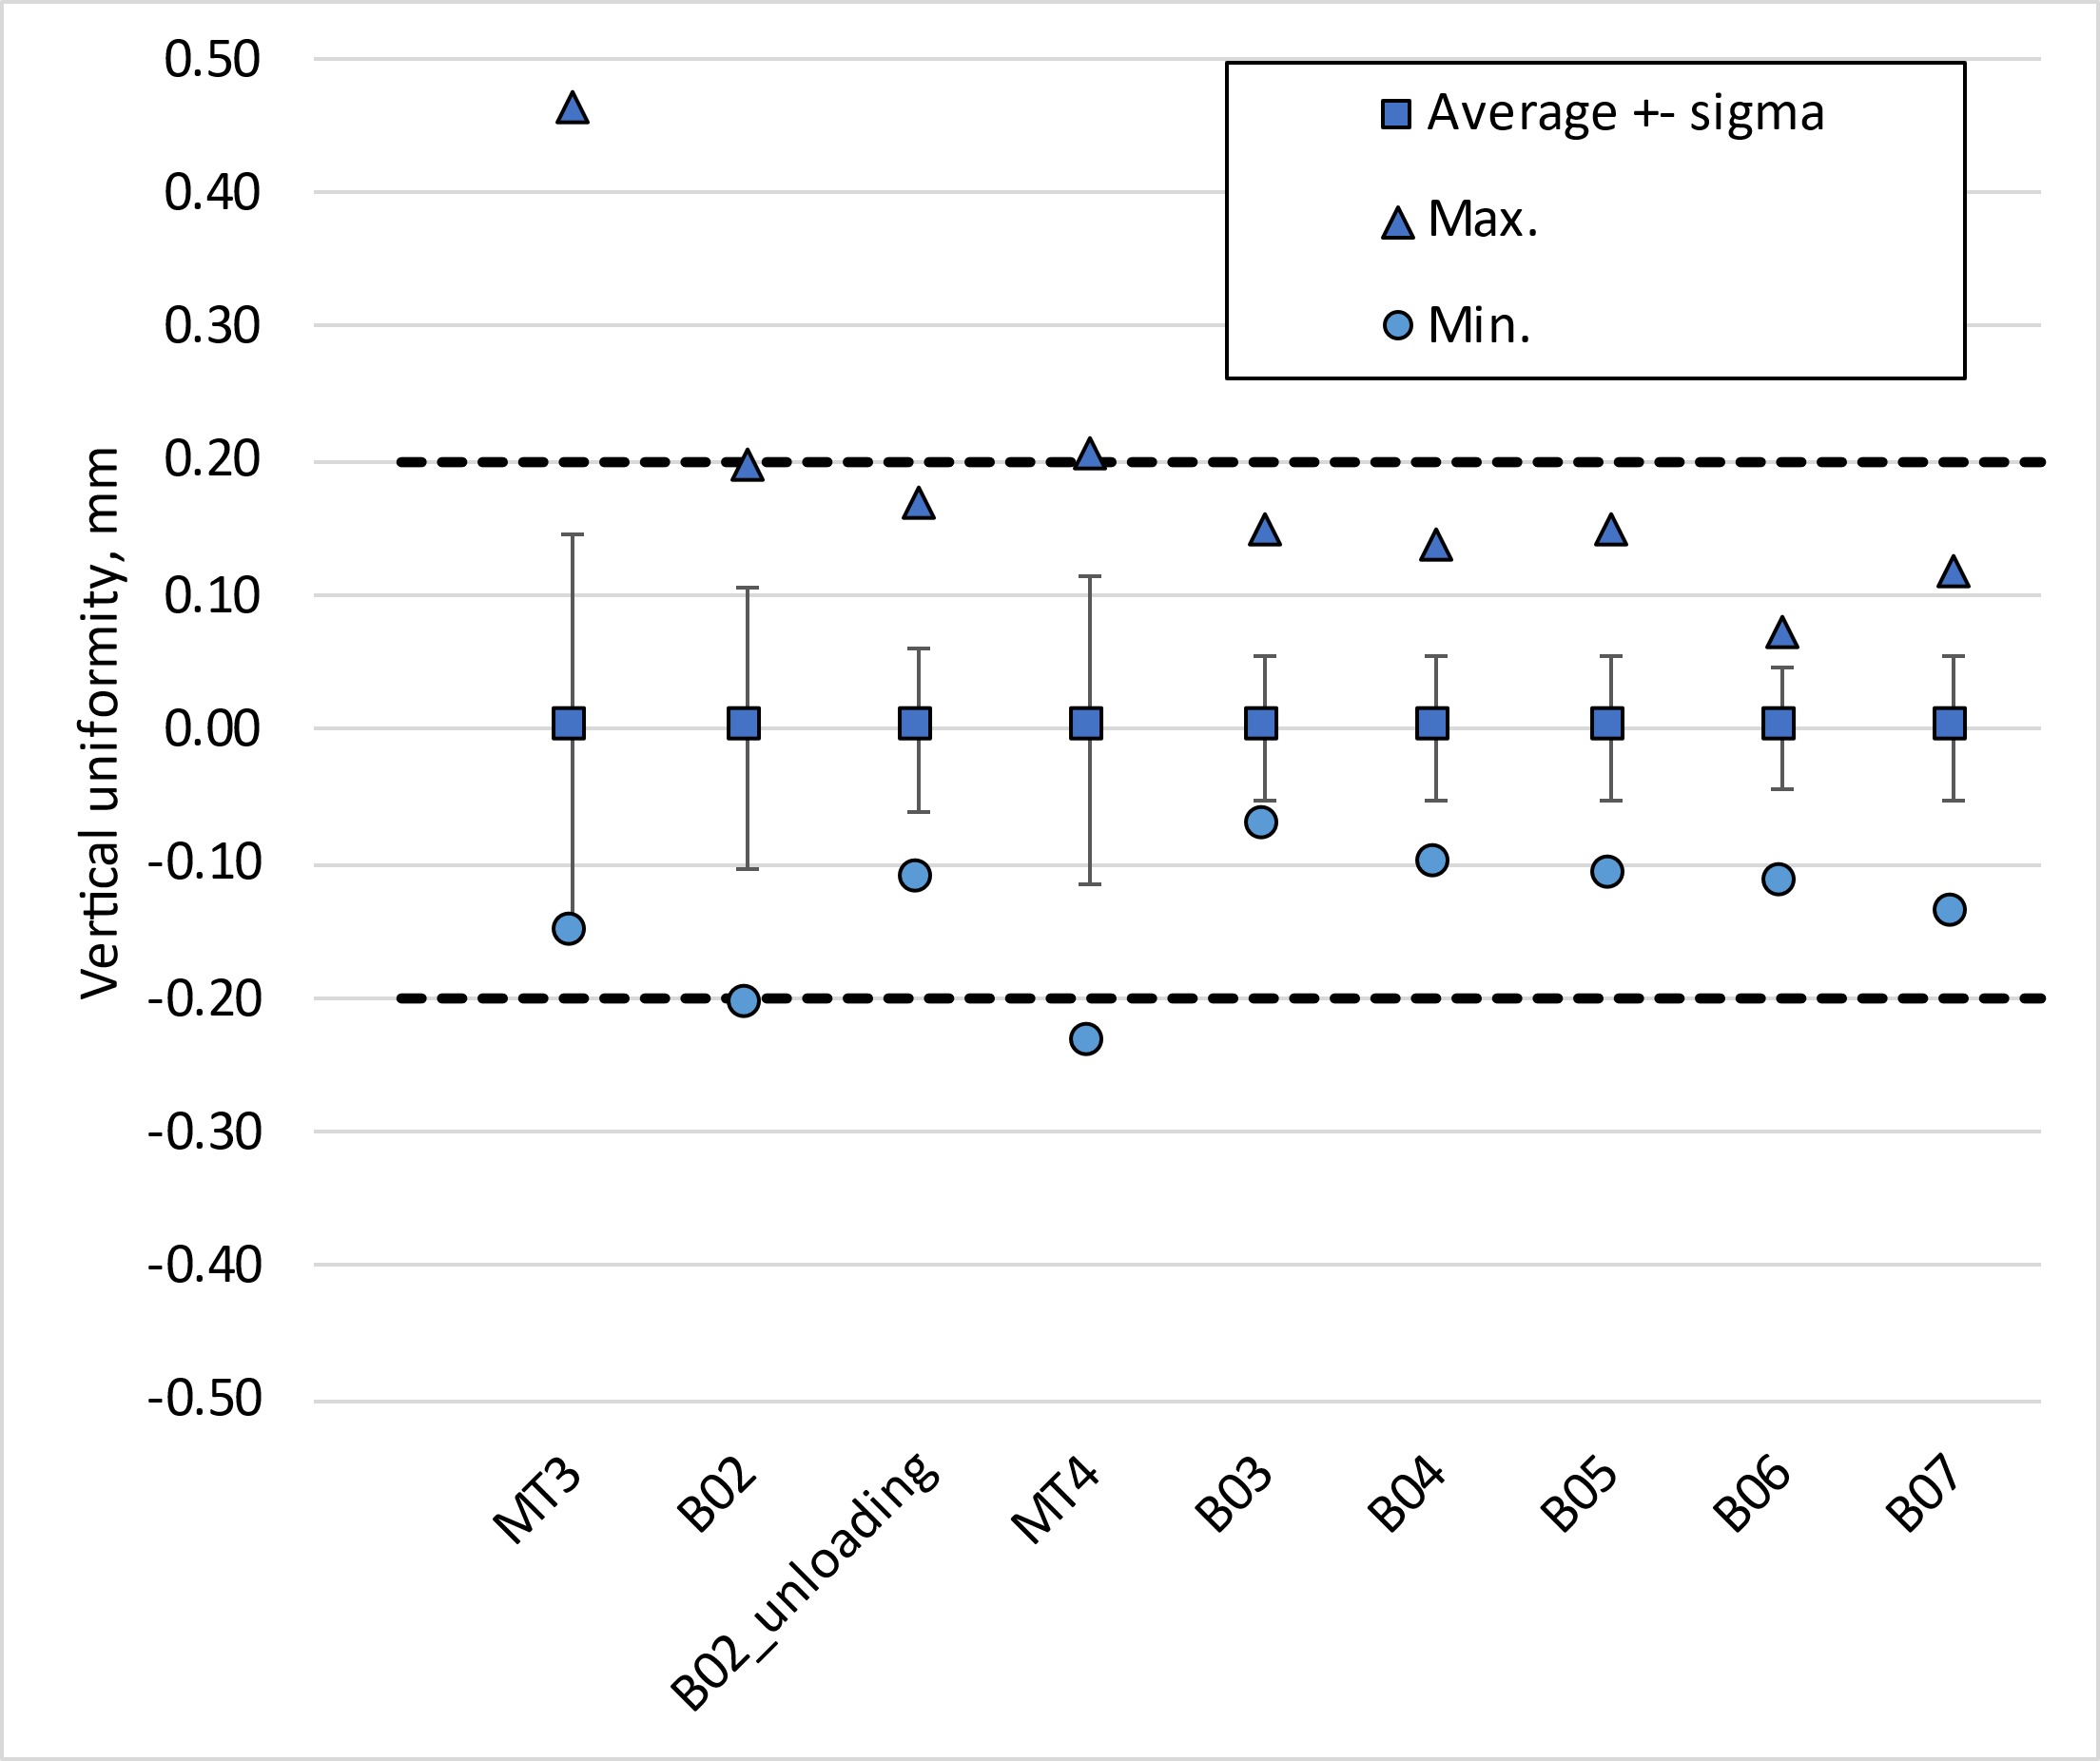 0.50
0.40
0.30
0.20
0.10
0.00
-0.10
-0.20
-0.30
-0.40
-0.50
Vertical uniformity, mm
Average +- sigma
Max.
Min.
MT3
B02
B02_unloading
MT4
B03
B04
B05
B06
B07